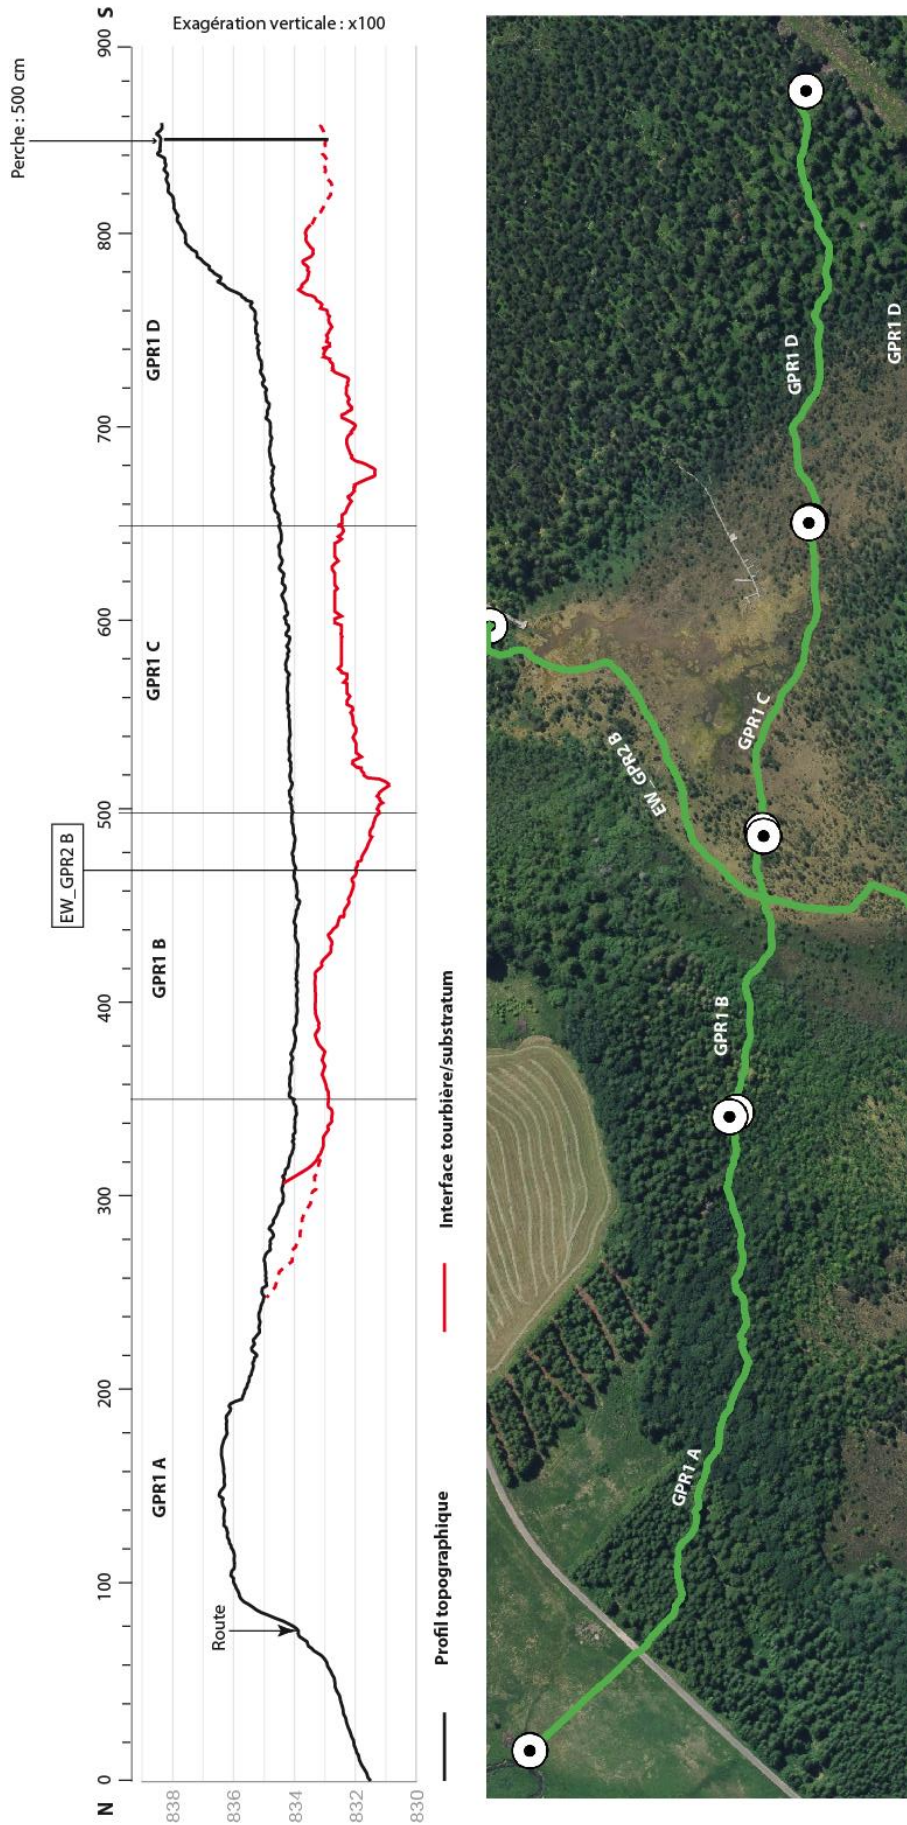 Exagération verticale : x100
Perche : 500 cm
N
0
100
200
300
400
500
600
700
800
900
S
EW_GPR2 B
GPR1 A
GPR1 B
GPR1 C
GPR1 D
Route
838
836
834
832
830
Profil topographique
Interface tourbière/substratum
GPR1 A
GPR1 B
EW_GPR2 B
GPR1 C
GPR1 D
GPR1 D